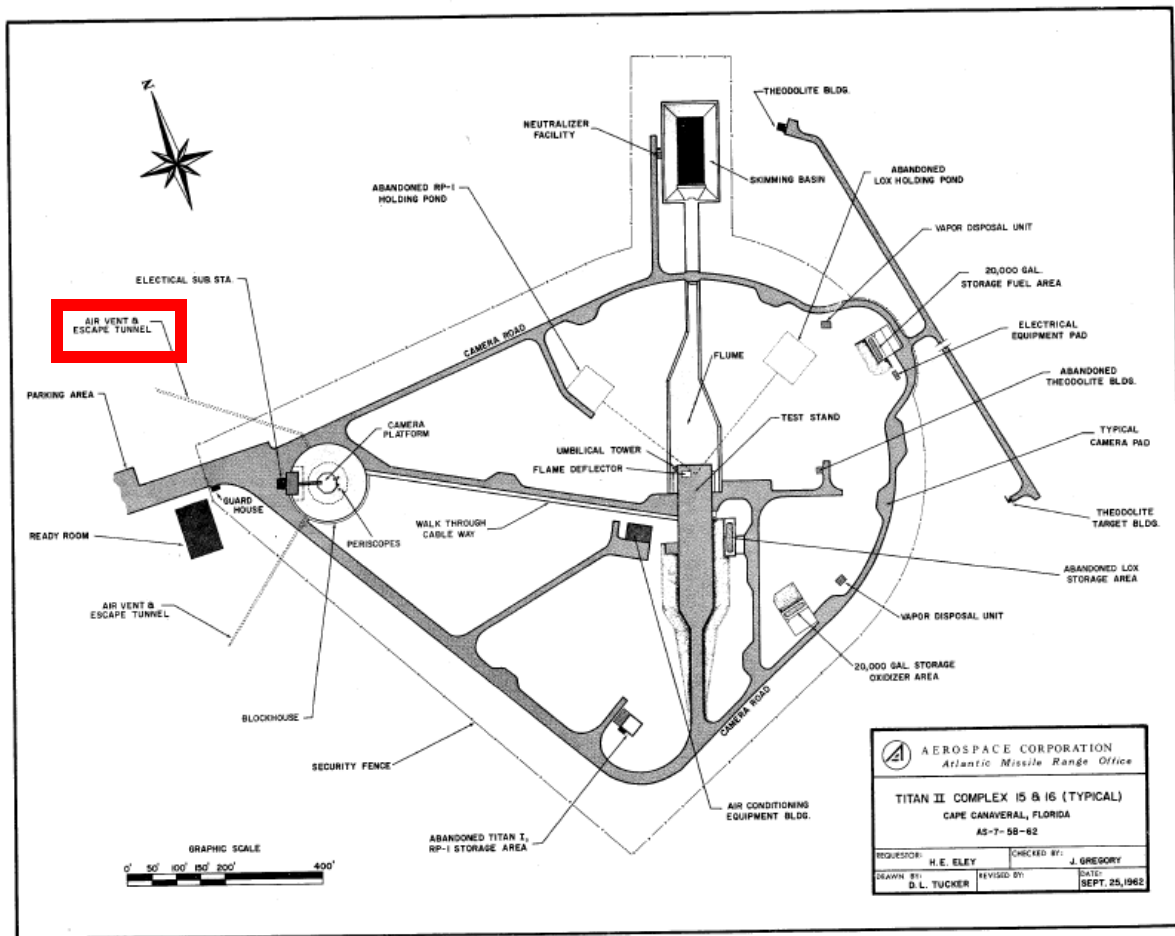 N
THEODOLITE BLDG.
NEUTRALIZER
FACILITY
SKIMMING BASIN
ABANDONED
LOX HOLDING POND
ABANDONED RP-1
HOLDING POND
VAPOR DISPOSAL UNIT
ELECTICAL SUB STA.
20,000 GAL.
STORAGE FUEL AREA
AIR VENT &
ESCAPE TUNNEL
CAMERA ROAD
ELECTRICAL
EQUIPMENT PAD
FLUME
ABANDONED
THEODOLITE BLDG.
PARKING AREA
CAMERA
PLATFORM
TEST STAND
UMBILICAL TOWER
FLAME DEFLECTOR
TYPICAL
CAMERA PAD
GUARD
HOUSE
READY ROOM
PERISCOPES
WALK THROUGH
CABLE WAY
THEODOLITE
TARGET BLDG.
ABANDONED LOX
STORAGE AREA
AIR VENT &
ESCAPE TUNNEL
VAPOR DISPOSAL UNIT
20,000 GAL. STORAGE
OXIDIZER AREA
BLOCKHOUSE
CAMERA ROAD
SECURITY FENCE
AIR CONDITIONING
EQUIPMENT BLDG.
ABANDONED TITAN I,
RP-1 STORAGE AREA
GRAPHIC SCALE
0' 50' 100' 150' 200' 400'
A
AEROSPACE CORPORATION
Atlantic Missile Range Office
TITAN II COMPLEX 15 & 16 (TYPICAL)
CAPE CANAVERAL, FLORIDA
AS-7-58-62
REQUESTOR: H.E. ELEY
CHECKED BY: J. GREGORY
DRAWN BY: D.L. TUCKER
REVISED BY:
DATE: SEPT. 25,1962